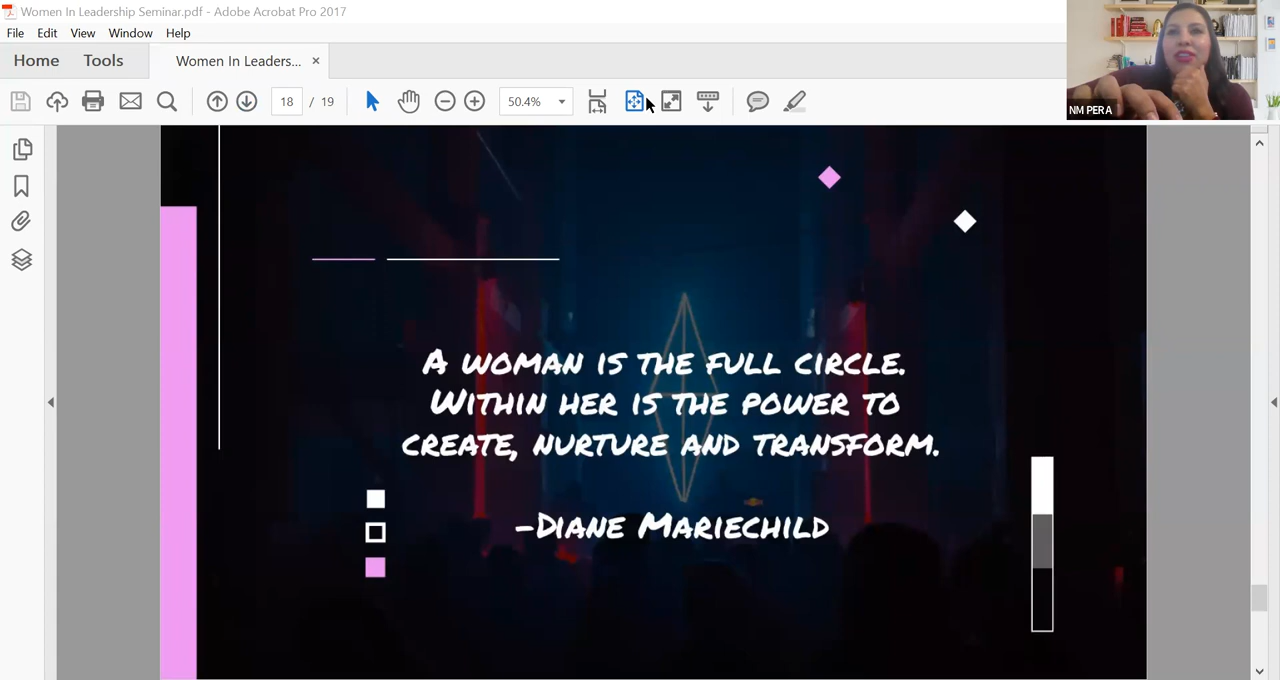 Women In Leadership Seminar.pdf - Adobe Acrobat Pro 2017
File Edit View Window Help
Home Tools Women In Leaders... ×
18 / 19 50.4%
NM PERA
A WOMAN IS THE FULL CIRCLE.
WITHIN HER IS THE POWER TO
CREATE, NURTURE AND TRANSFORM.
-DIANE MARIECHILD